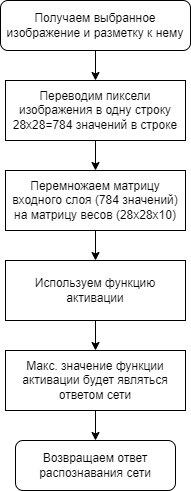 Получаем выбранное
изображение и разметку к нему
Переводим пиксели
изображения в одну строку
28x28=784 значений в строке
Перемножаем матрицу
входного слоя (784 значений)
на матрицу весов (28x28x10)
Используем функцию
активации
Макс. значение функции
активации будет являться
ответом сети
Возвращаем ответ
распознавания сети